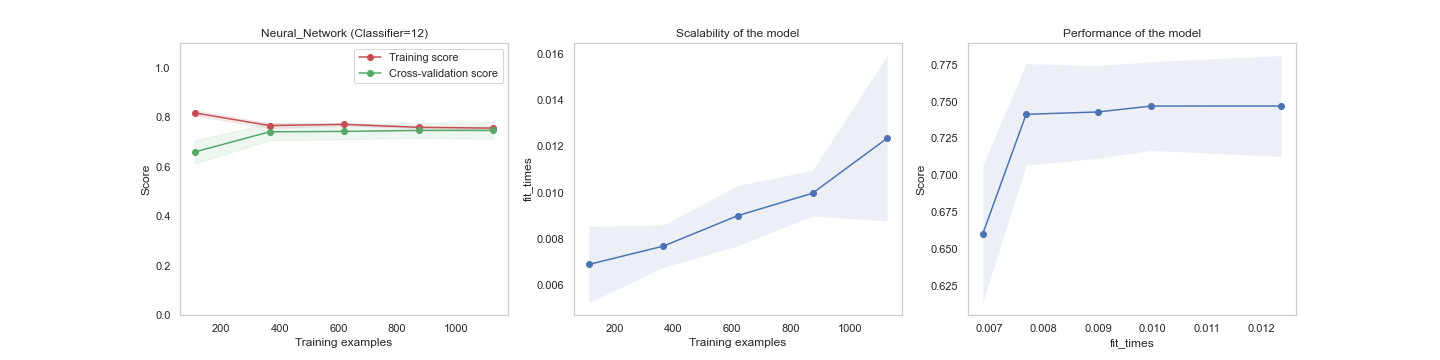 Neural_Network (Classifier=12)
Training score
Cross-validation score
1.0
0.8
0.6
0.4
0.2
0.0
Score
200 400 600 800 1000
Training examples
Scalability of the model
0.016
0.014
0.012
0.010
0.008
0.006
fit_times
200 400 600 800 1000
Training examples
Performance of the model
0.775
0.750
0.725
0.700
0.675
0.650
0.625
Score
0.007 0.008 0.009 0.010 0.011 0.012
fit_times